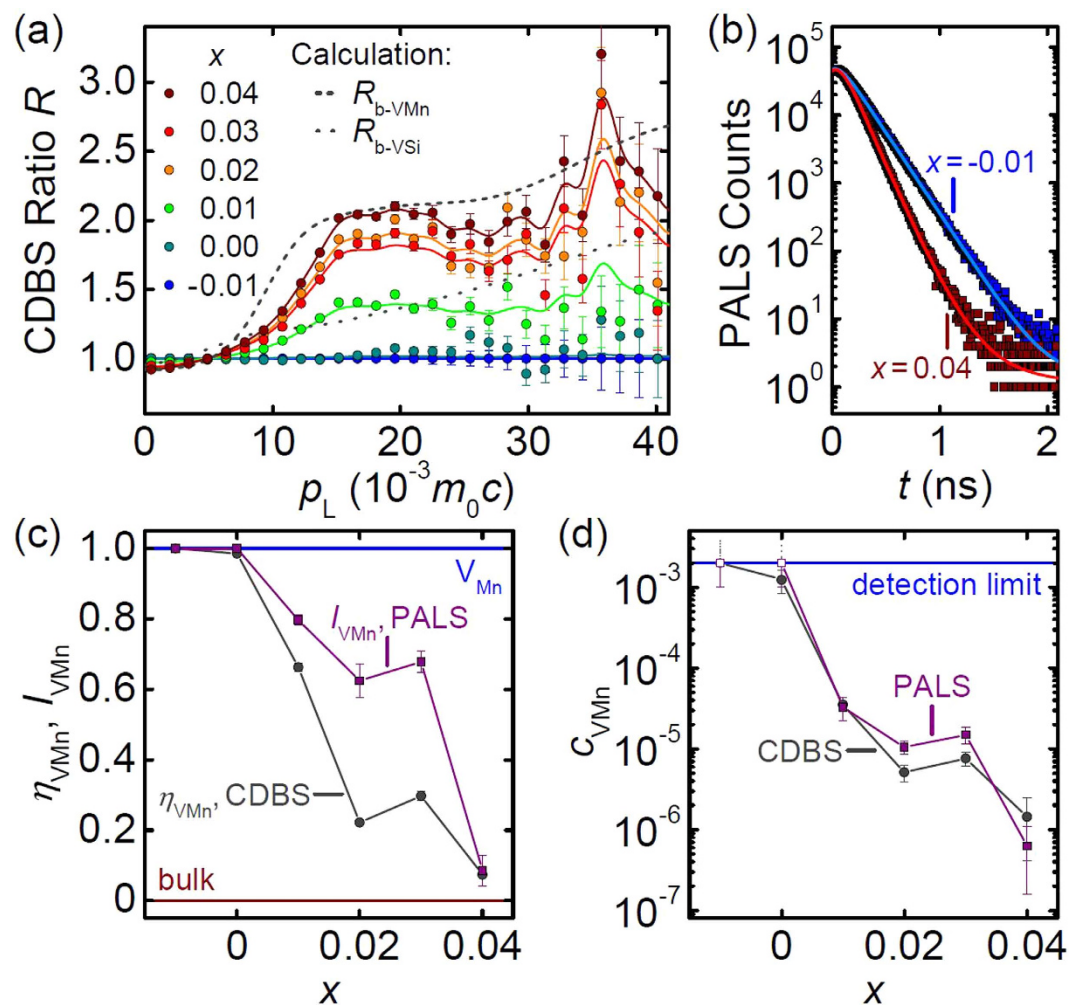 (a)
CDBS Ratio R
3.0
2.5
2.0
1.5
1.0
x
0.04
0.03
0.02
0.01
0.00
-0.01
Calculation:
R_b-VMn
R_b-VSi
0 10 20 30 40
p_L (10^-3 m_0c)
(b)
PALS Counts
10^5
10^4
10^3
10^2
10^1
10^0
x=-0.01
x=0.04
0 1 2
t (ns)
(c)
η_VMn, I_VMn
1.0
0.8
0.6
0.4
0.2
0
V_Mn
I_VMn, PALS
η_VMn, CDBS
bulk
0 0.02 0.04
x
(d)
c_VMn
10^-3
10^-4
10^-5
10^-6
10^-7
detection limit
PALS
CDBS
0 0.02 0.04
x